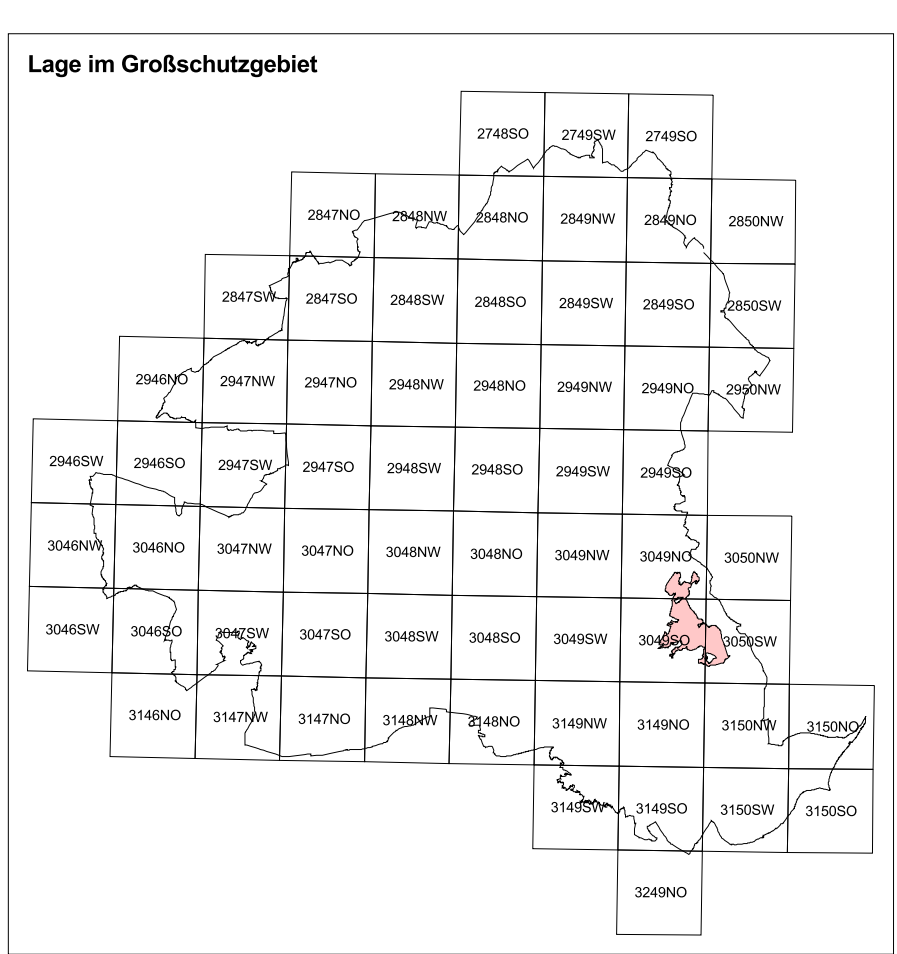 Lage im Großschutzgebiet
2748SO 2749SW 2749SO
2847NO 2848NW 2848NO 2849NW 2849NO 2850NW
2847SW 2847SO 2848SW 2848SO 2849SW 2849SO 2850SW
2946NO 2947NW 2947NO 2948NW 2948NO 2949NW 2949NO 2950NW
2946SW 2946SO 2947SW 2947SO 2948SW 2948SO 2949SW 2949SO
3046NW 3046NO 3047NW 3047NO 3048NW 3048NO 3049NW 3049NO 3050NW
3046SW 3046SO 3047SW 3047SO 3048SW 3048SO 3049SW 3049SO 3050SW
3146NO 3147NW 3147NO 3148NW 3148NO 3149NW 3149NO 3150NW 3150NO
3149SW 3149SO 3150SW 3150SO
3249NO